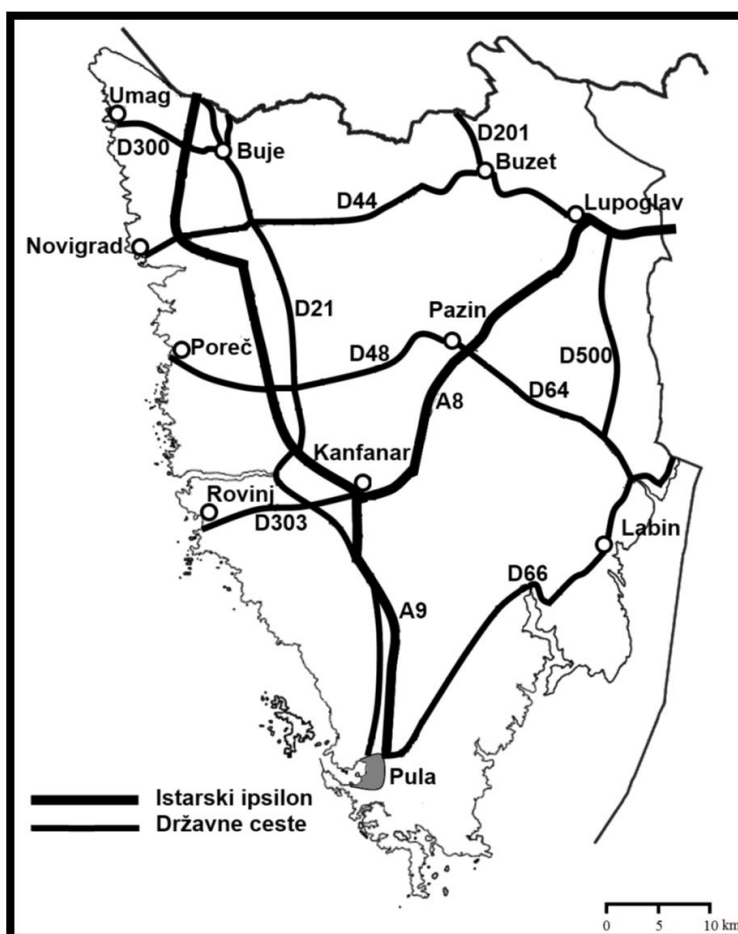 Umag
D300
Buje
D201
Buzet
D44
Lupoglav
Novigrad
D21
Pazin
Poreč
D48
D500
D64
A8
Kanfanar
Rovinj
D303
Labin
D66
A9
Pula
Istarski ipsilon
Državne ceste
0 5 10 km